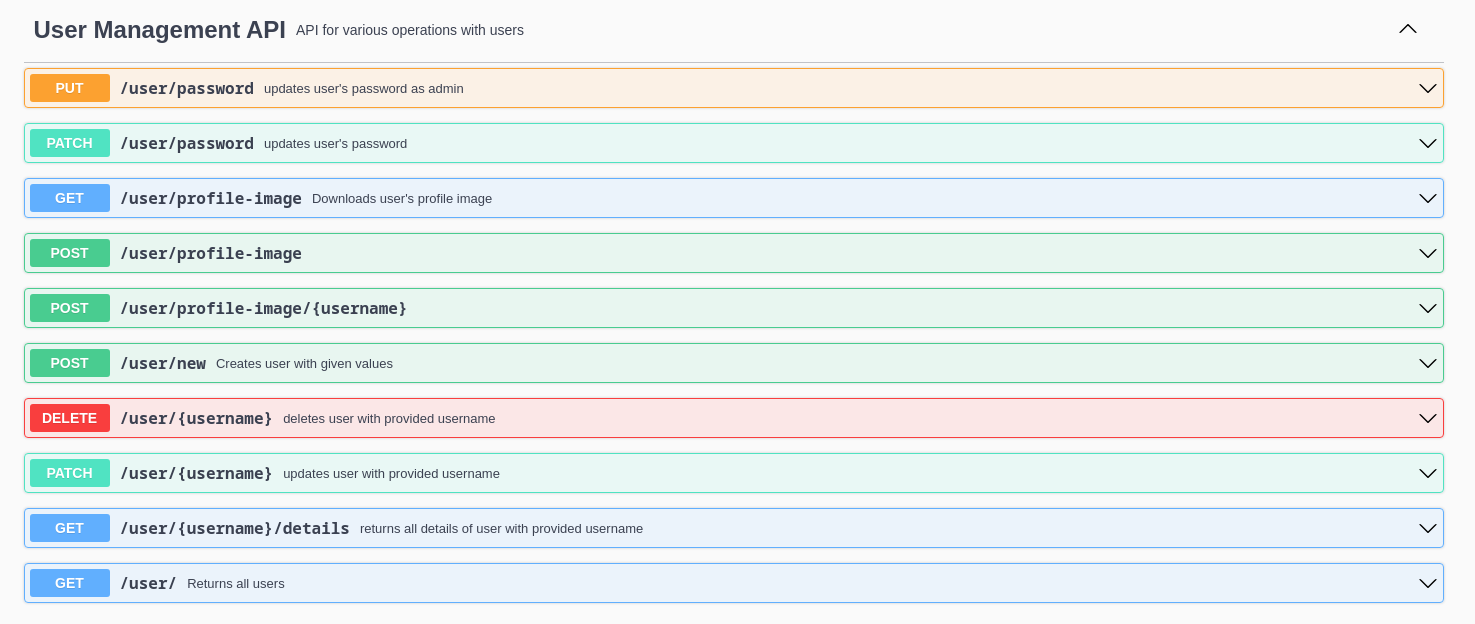 User Management API API for various operations with users
PUT /user/password updates user's password as admin
PATCH /user/password updates user's password
GET /user/profile-image Downloads user's profile image
POST /user/profile-image
POST /user/profile-image/{username}
POST /user/new Creates user with given values
DELETE /user/{username} deletes user with provided username
PATCH /user/{username} updates user with provided username
GET /user/{username}/details returns all details of user with provided username
GET /user/ Returns all users